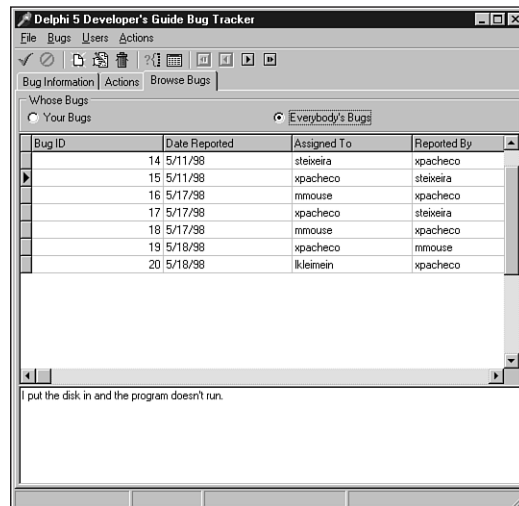 Delphi 5 Developer's Guide Bug Tracker
File Bugs Users Actions
Bug Information Actions Browse Bugs
Whose Bugs
Your Bugs Everybody's Bugs
Bug ID Date Reported Assigned To Reported By
14 5/11/98 steixeira xpacheco
15 5/11/98 xpacheco steixeira
16 5/17/98 mmouse xpacheco
17 5/17/98 xpacheco steixeira
18 5/17/98 mmouse xpacheco
19 5/18/98 xpacheco mmouse
20 5/18/98 lkleimein xpacheco
I put the disk in and the program doesn't run.